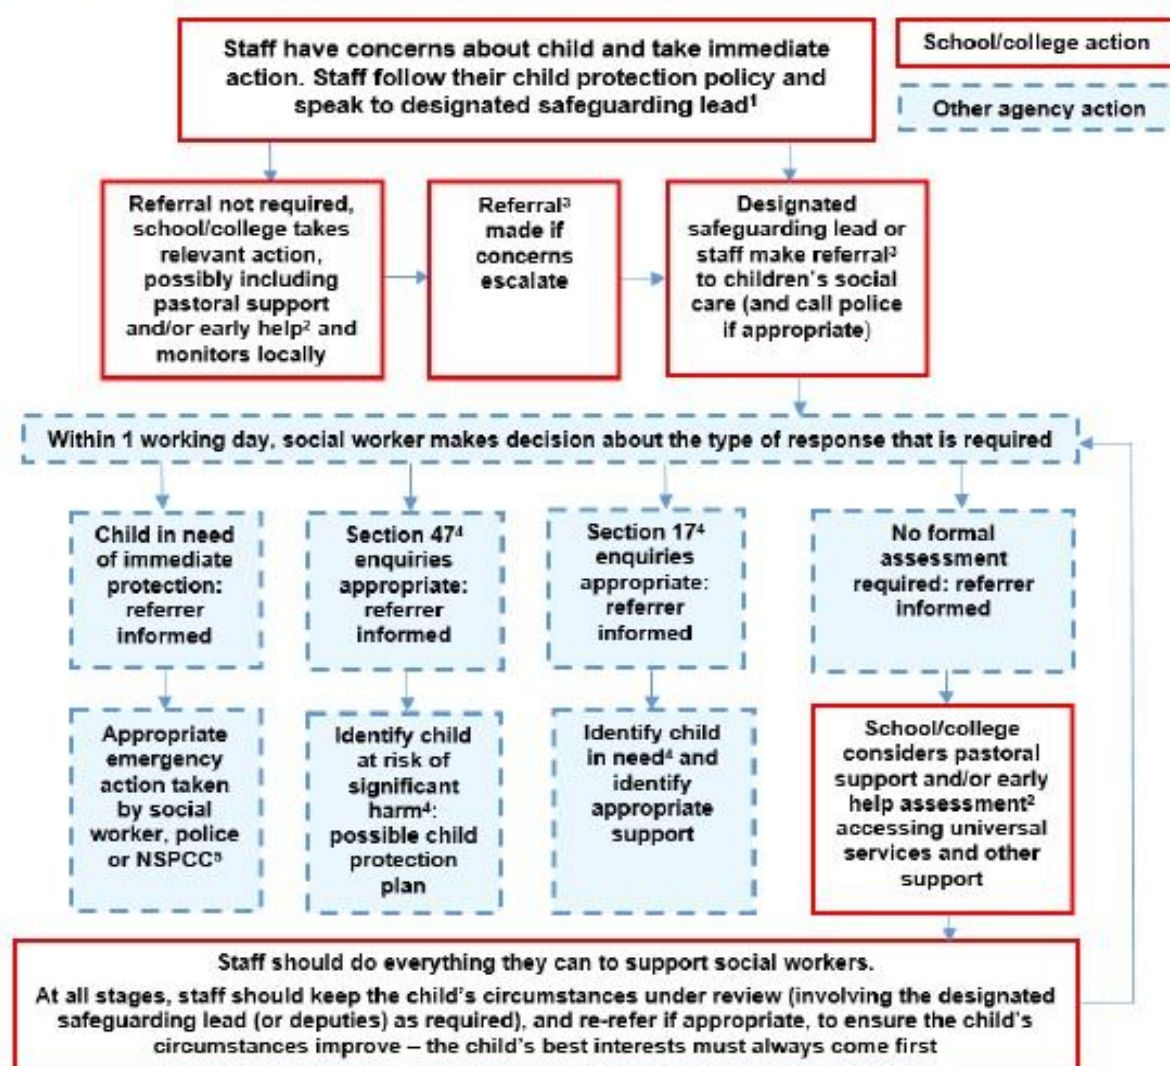 Staff have concerns about child and take immediate
action. Staff follow their child protection policy and
speak to designated safeguarding lead¹
School/college action
Other agency action
Referral not required,
school/college takes
relevant action,
possibly including
pastoral support
and/or early help² and
monitors locally
Referral³
made if
concerns
escalate
Designated
safeguarding lead or
staff make referral³
to children's social
care (and call police
if appropriate)
Within 1 working day, social worker makes decision about the type of response that is required
Child in need
of immediate
protection:
referrer
informed
Section 47⁴
enquiries
appropriate:
referrer
informed
Section 17⁴
enquiries
appropriate:
referrer
informed
No formal
assessment
required: referrer
informed
Appropriate
emergency
action taken
by social
worker, police
or NSPCC⁵
Identify child
at risk of
significant
harm⁴:
possible child
protection
plan
Identify child
in need⁴ and
identify
appropriate
support
School/college
considers pastoral
support and/or early
help assessment²
accessing universal
services and other
support
Staff should do everything they can to support social workers.
At all stages, staff should keep the child's circumstances under review (involving the designated
safeguarding lead (or deputies) as required), and re-refer if appropriate, to ensure the child's
circumstances improve – the child's best interests must always come first